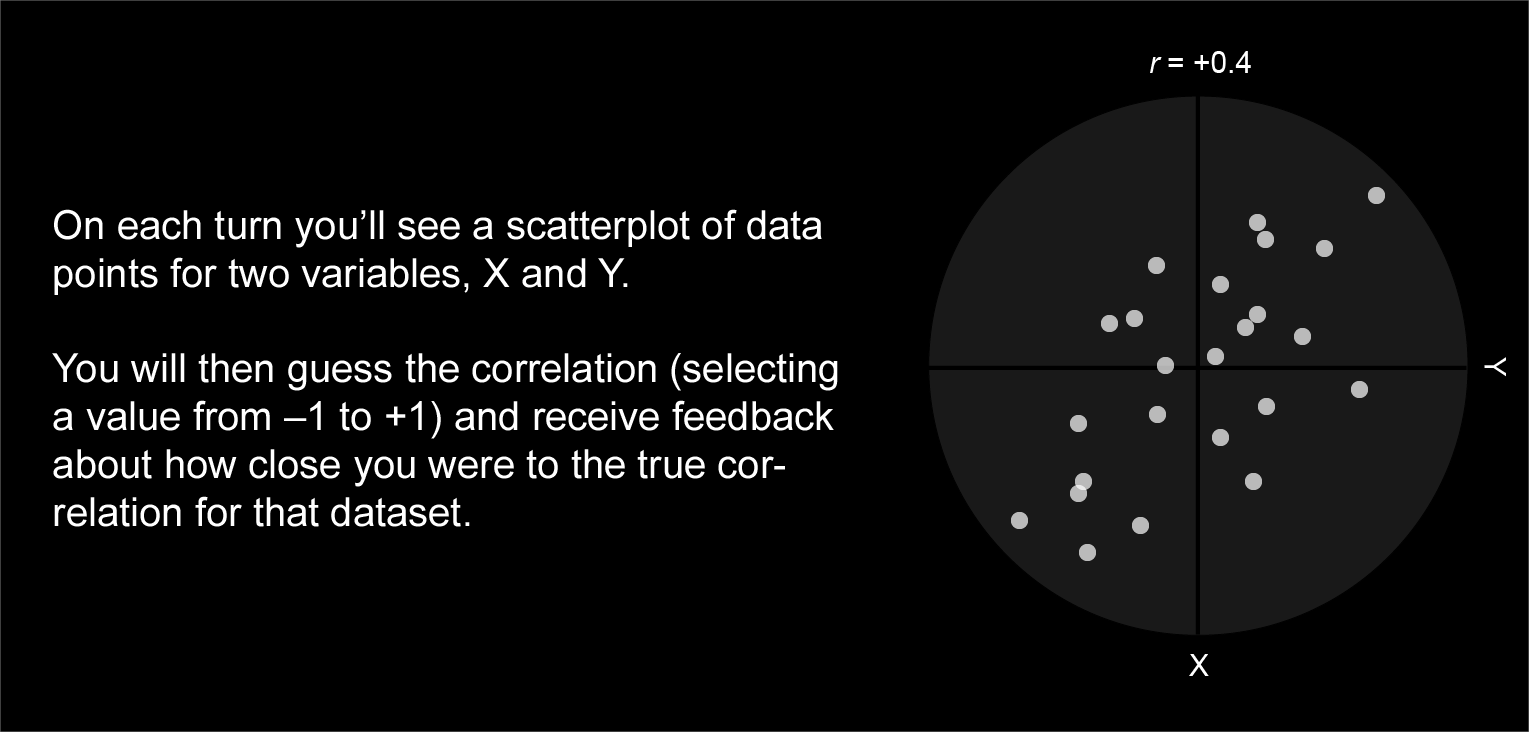 On each turn you’ll see a scatterplot of data
points for two variables, X and Y.
You will then guess the correlation (selecting
a value from –1 to +1) and receive feedback
about how close you were to the true cor-
relation for that dataset.
r = +0.4
Y
X